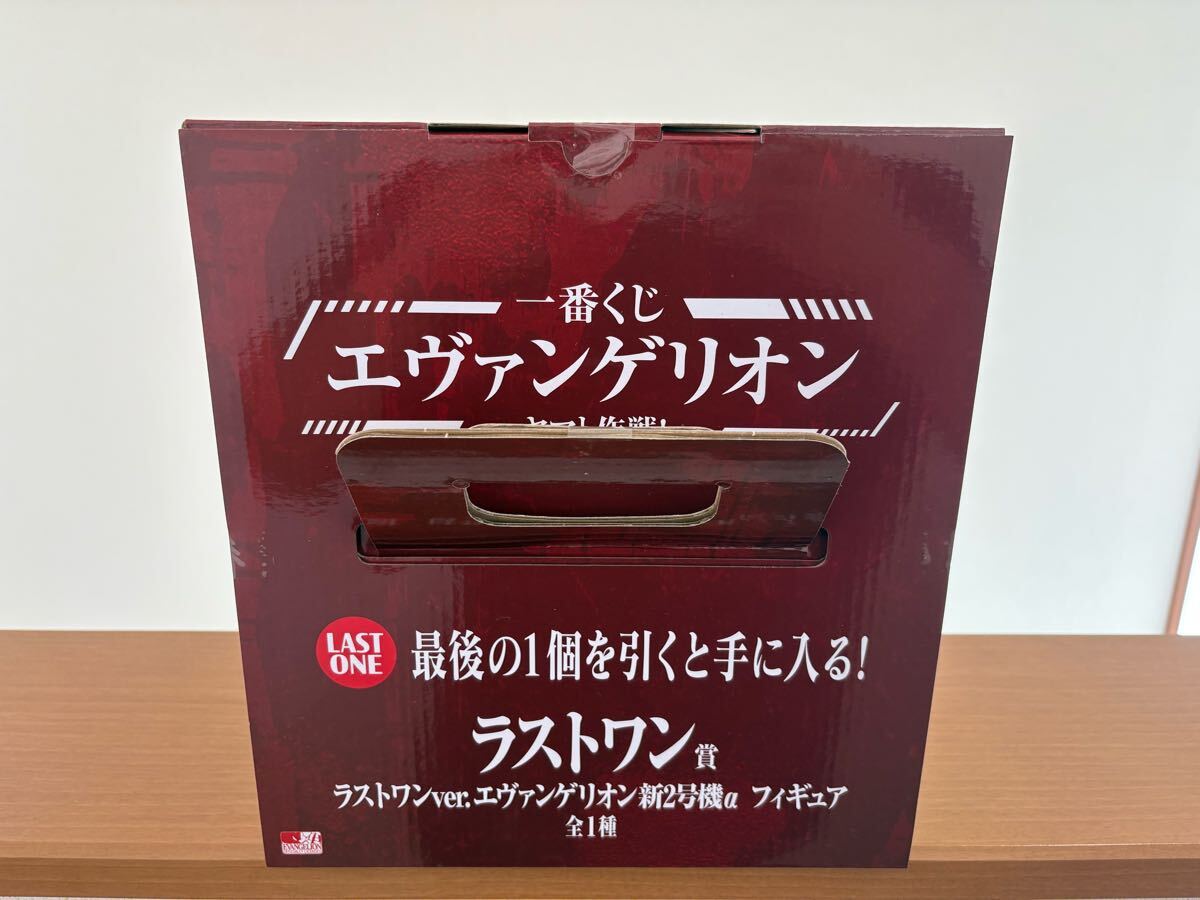 一番くじ
エヴァンゲリオン
LAST
ONE
最後の1個を引くと手に入る!
ラストワン賞
ラストワンver.エヴァンゲリオン新2号機α フィギュア
全1種
EVANGELION